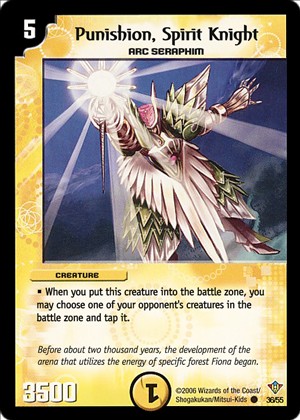 5
Punishion, Spirit Knight
ARC SERAPHIM
CREATURE
▪ When you put this creature into the battle zone, you
may choose one of your opponent's creatures in the
battle zone and tap it.
Before about two thousand years, the development of the
arena that utilizes the energy of specific forest Fiona began.
3500
1
©2006 Wizards of the Coast/
Shogakukan/Mitsui-Kids
36/55